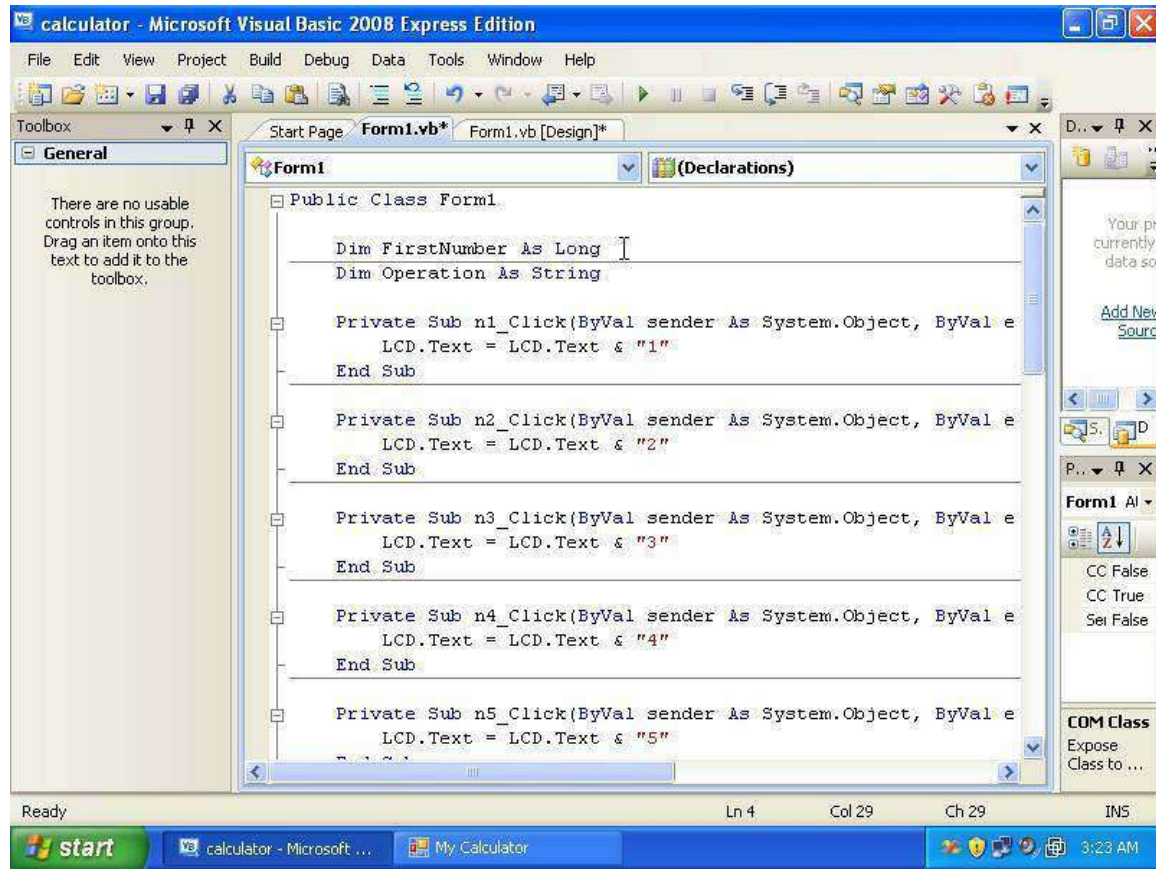 calculator - Microsoft Visual Basic 2008 Express Edition
File Edit View Project Build Debug Data Tools Window Help
Toolbox
General
There are no usable
controls in this group.
Drag an item onto this
text to add it to the
toolbox.
Start Page Form1.vb* Form1.vb [Design]*
Form1 (Declarations)
Public Class Form1
Dim FirstNumber As Long
Dim Operation As String
Private Sub n1_Click(ByVal sender As System.Object, ByVal e
LCD.Text = LCD.Text & "1"
End Sub
Private Sub n2_Click(ByVal sender As System.Object, ByVal e
LCD.Text = LCD.Text & "2"
End Sub
Private Sub n3_Click(ByVal sender As System.Object, ByVal e
LCD.Text = LCD.Text & "3"
End Sub
Private Sub n4_Click(ByVal sender As System.Object, ByVal e
LCD.Text = LCD.Text & "4"
End Sub
Private Sub n5_Click(ByVal sender As System.Object, ByVal e
LCD.Text = LCD.Text & "5"
D..
Your pr
currently
data so
Add New
Sourc
S. D
P..
Form1 Al
CC False
CC True
Ser False
COM Class
Expose
Class to ...
Ready Ln 4 Col 29 Ch 29 INS
start calculator - Microsoft ... My Calculator 3:23 AM